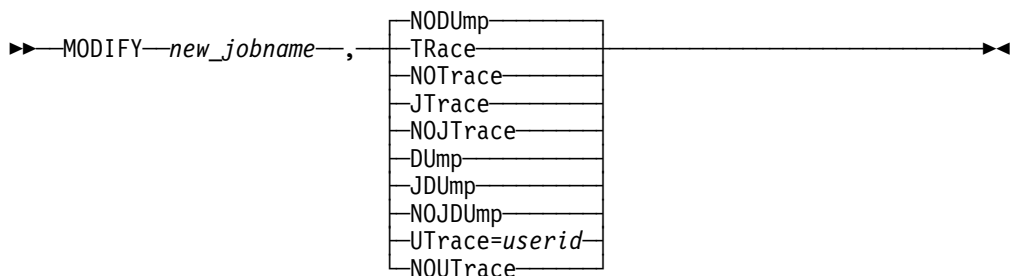 NODUmp
►►──MODIFY──new_jobname──,──TRace──►◄
NOTrace
JTrace
NOJTrace
DUmp
JDUmp
NOJDUmp
UTrace=userid
NOUTrace